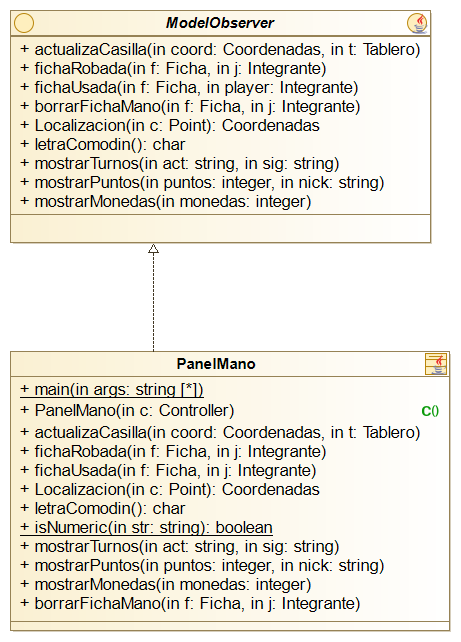 ModelObserver
+ actualizaCasilla(in coord: Coordenadas, in t: Tablero)
+ fichaRobada(in f: Ficha, in j: Integrante)
+ fichaUsada(in f: Ficha, in player: Integrante)
+ borrarFichaMano(in f: Ficha, in j: Integrante)
+ Localizacion(in c: Point): Coordenadas
+ letraComodin(): char
+ mostrarTurnos(in act: string, in sig: string)
+ mostrarPuntos(in puntos: integer, in nick: string)
+ mostrarMonedas(in monedas: integer)
PanelMano
+ main(in args: string [*])
+ PanelMano(in c: Controller) C()
+ actualizaCasilla(in coord: Coordenadas, in t: Tablero)
+ fichaRobada(in f: Ficha, in j: Integrante)
+ fichaUsada(in f: Ficha, in j: Integrante)
+ Localizacion(in c: Point): Coordenadas
+ letraComodin(): char
+ isNumeric(in str: string): boolean
+ mostrarTurnos(in act: string, in sig: string)
+ mostrarPuntos(in puntos: integer, in nick: string)
+ mostrarMonedas(in monedas: integer)
+ borrarFichaMano(in f: Ficha, in j: Integrante)